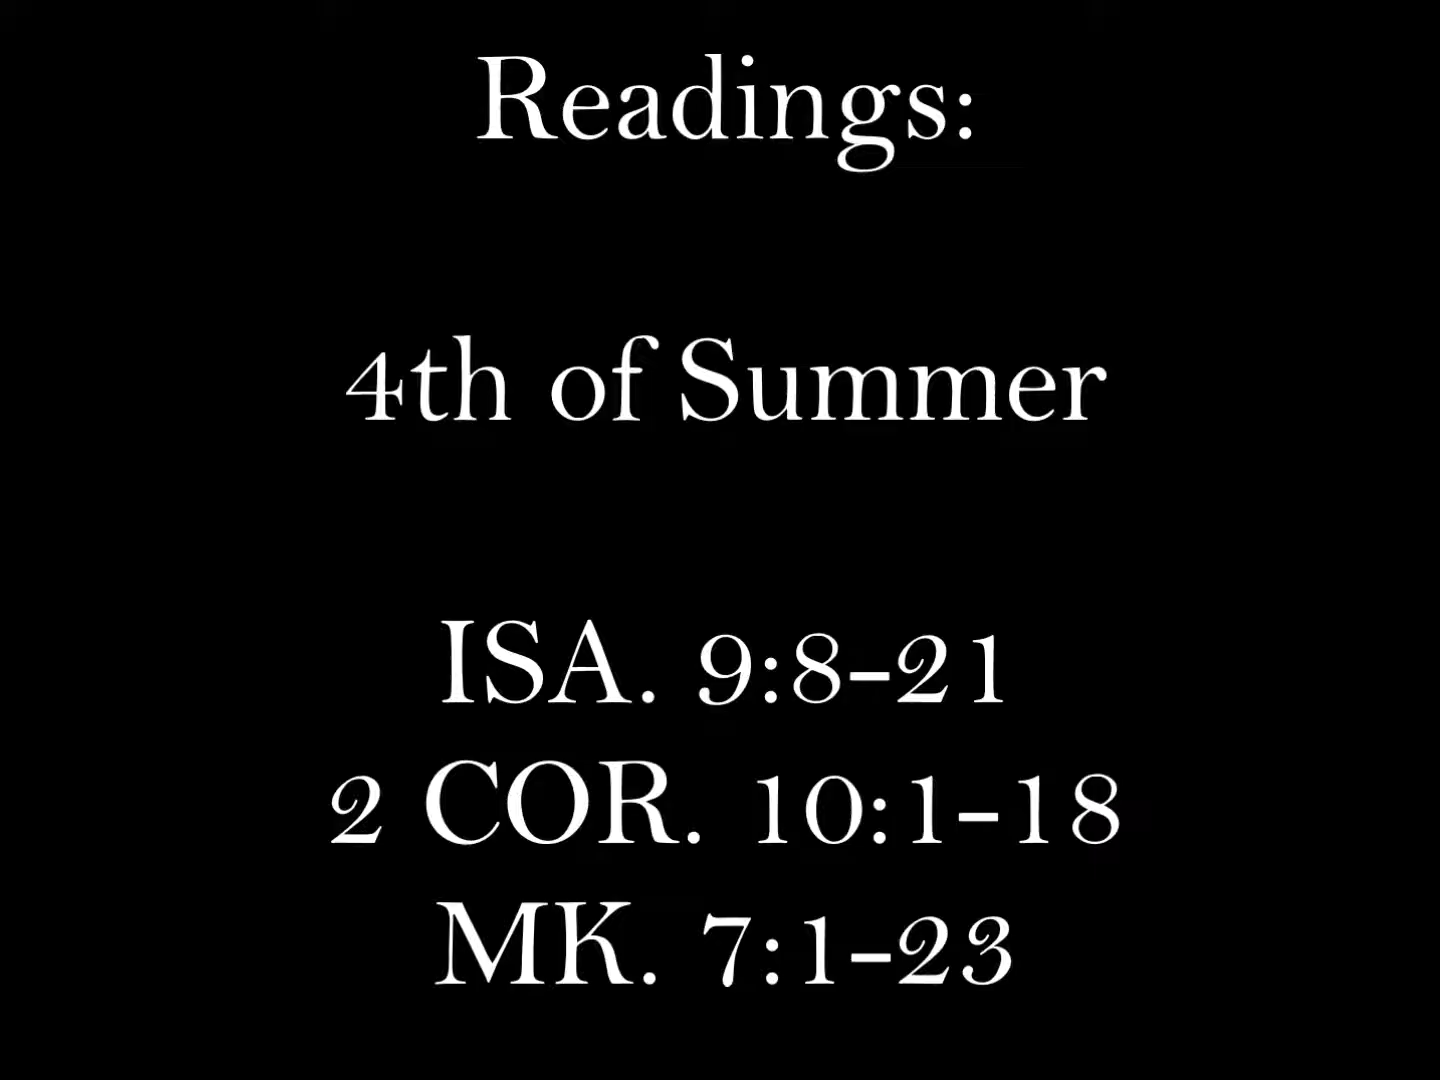 Readings:
4th of Summer
ISA. 9:8-21
2 COR. 10:1-18
MK. 7:1-23